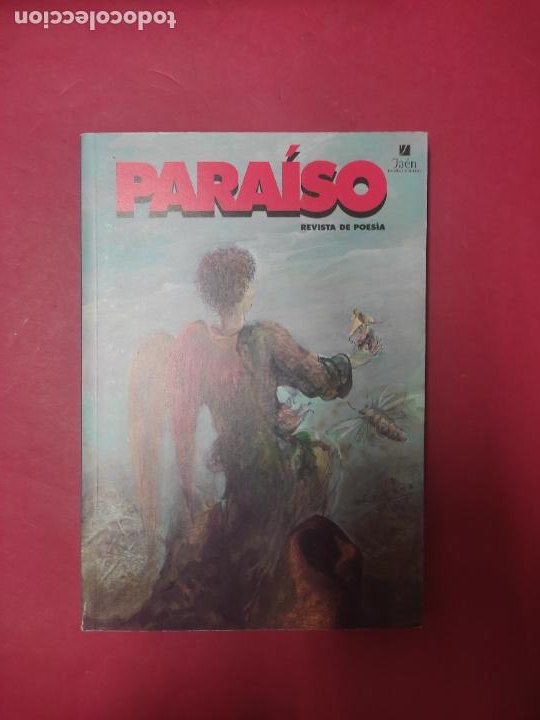 todocoleccion
Jaén
PARAÍSO
REVISTA DE POESÍA